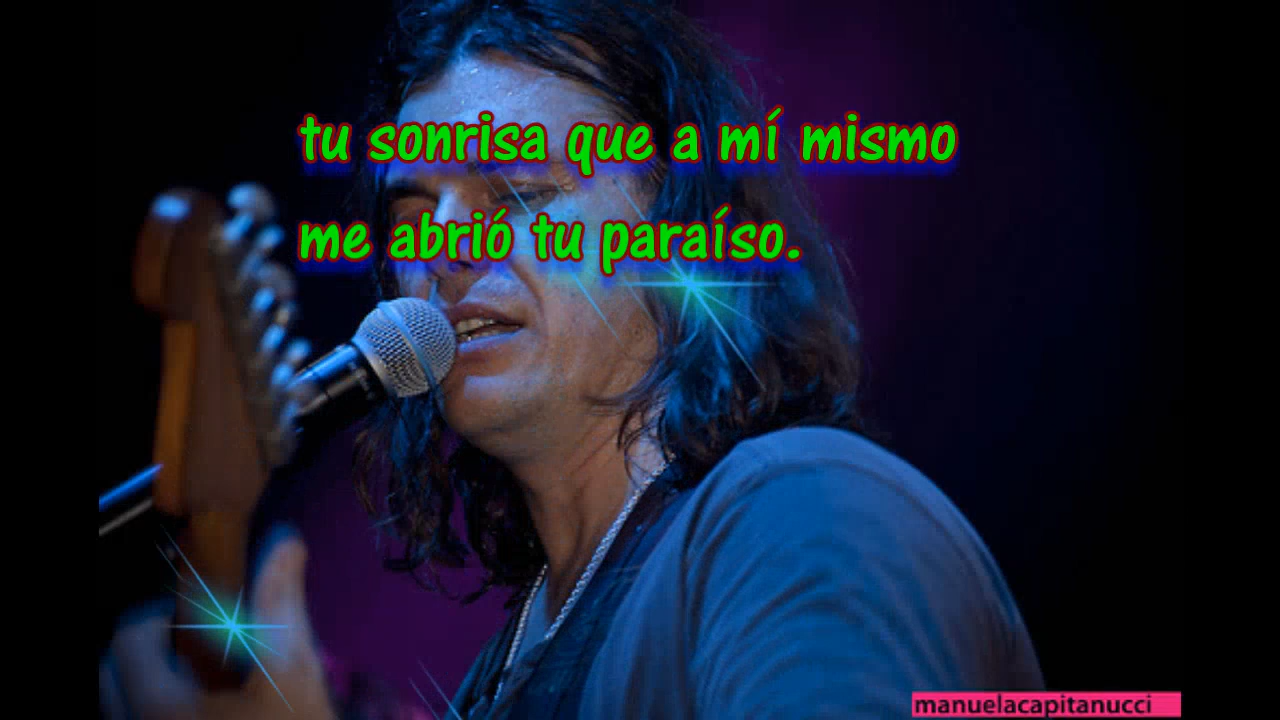 tu sonrisa que a mí mismo
me abrió tu paraíso.
manuelacapitanucci